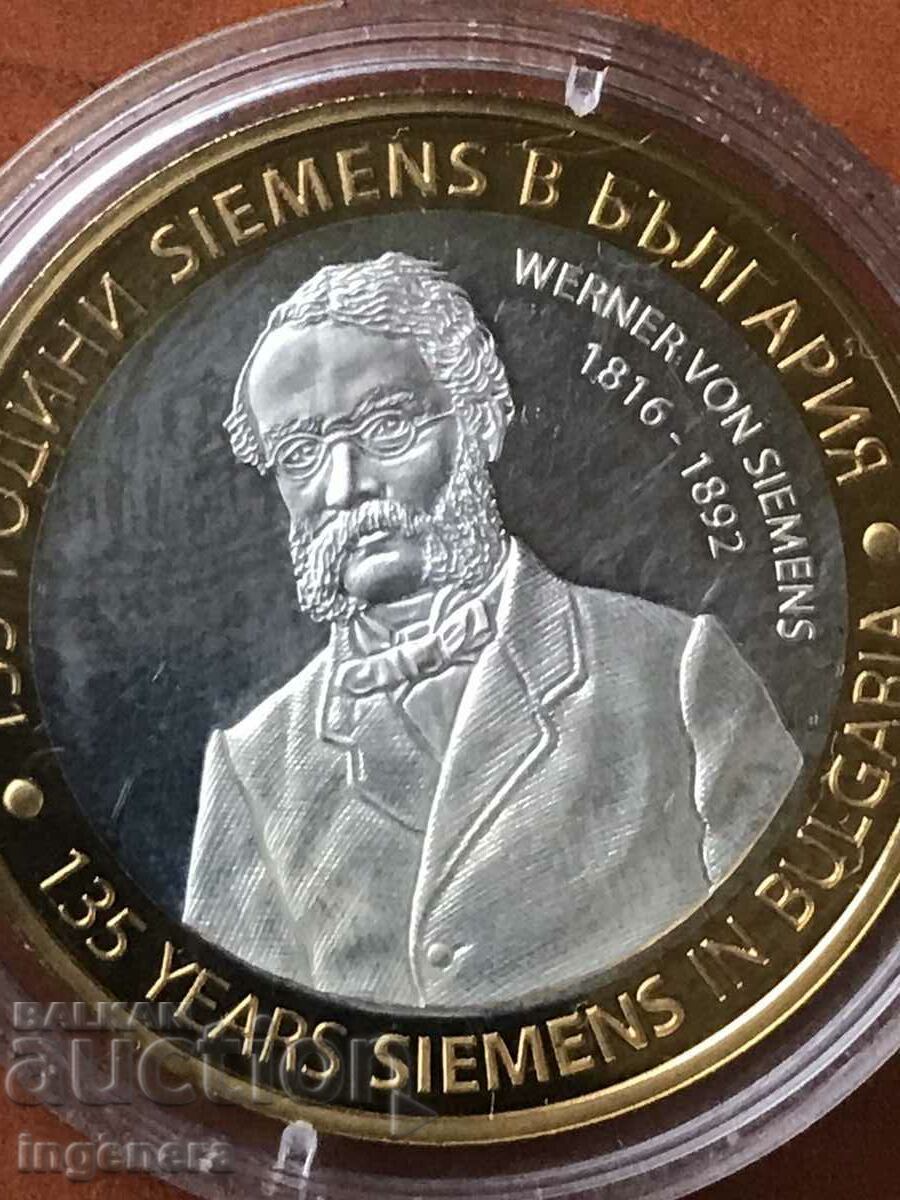 135 ГОДИНИ SIEMENS В БЪЛГАРИЯ
WERNER VON SIEMENS
1816 - 1892
135 YEARS SIEMENS IN BULGARIA
BALKAN
auction
ingenera